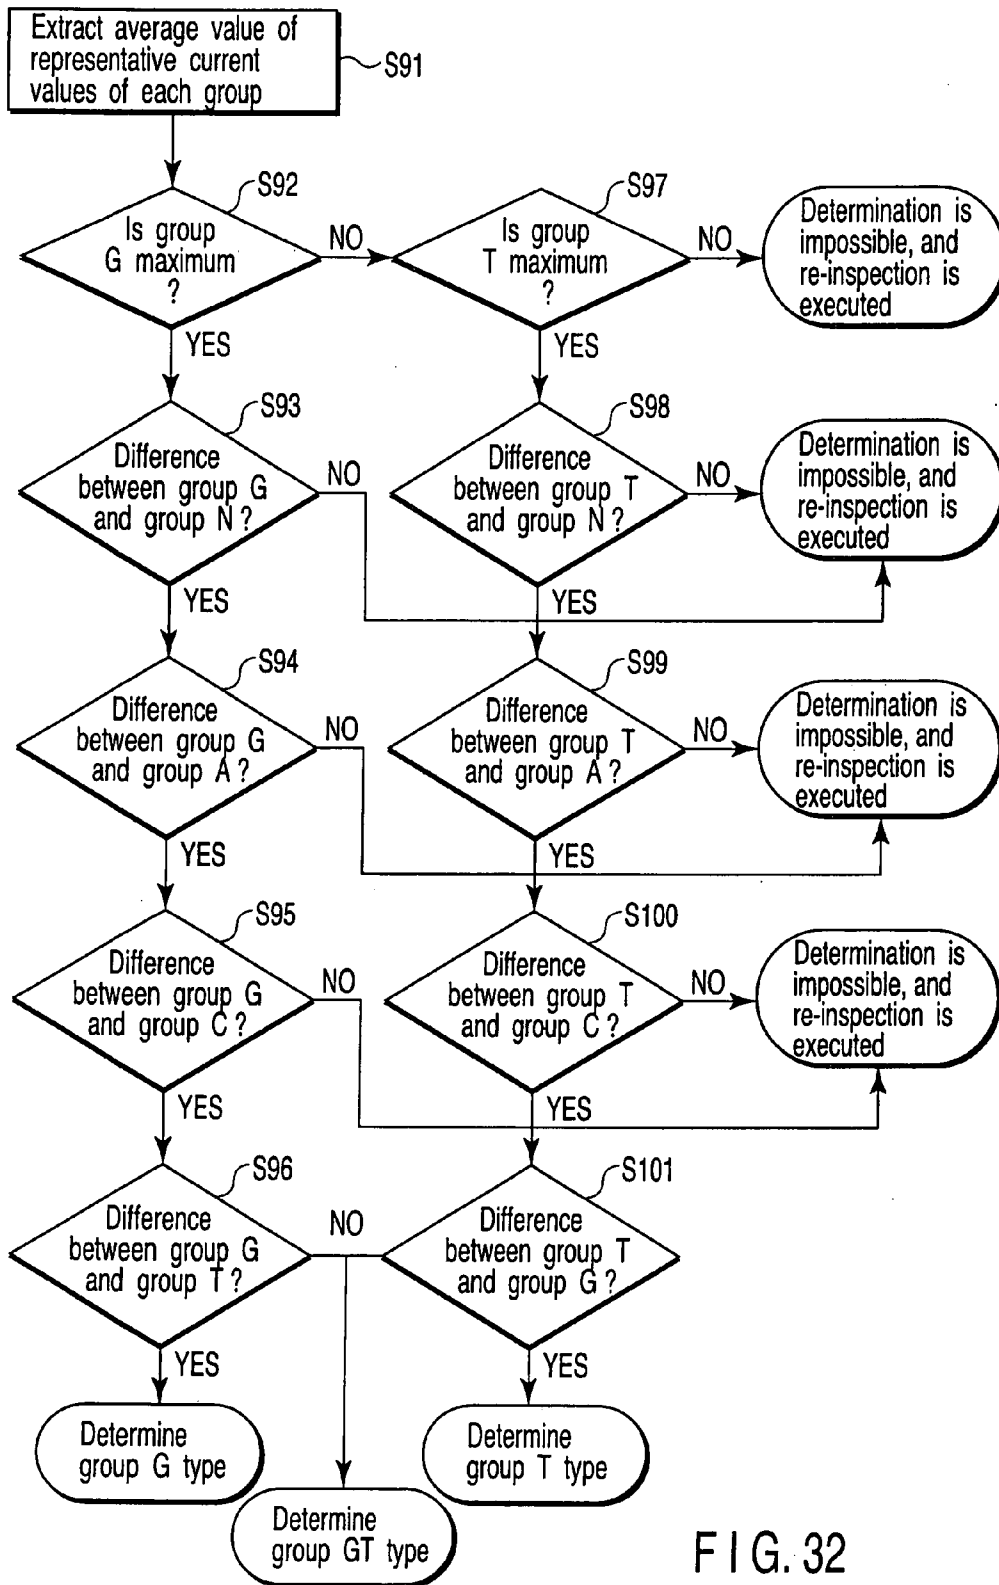 Extract average value of
representative current
values of each group
S91
S92
Is group
G maximum
?
NO
YES
S97
Is group
T maximum
?
NO
YES
Determination is
impossible, and
re-inspection is
executed
S93
Difference
between group G
and group N?
NO
YES
S98
Difference
between group T
and group N?
NO
YES
Determination is
impossible, and
re-inspection is
executed
S94
Difference
between group G
and group A?
NO
YES
S99
Difference
between group T
and group A?
NO
YES
Determination is
impossible, and
re-inspection is
executed
S95
Difference
between group G
and group C?
NO
YES
S100
Difference
between group T
and group C?
NO
YES
Determination is
impossible, and
re-inspection is
executed
S96
Difference
between group G
and group T?
NO
YES
S101
Difference
between group T
and group G?
YES
Determine
group G type
Determine
group T type
Determine
group GT type
FIG. 32